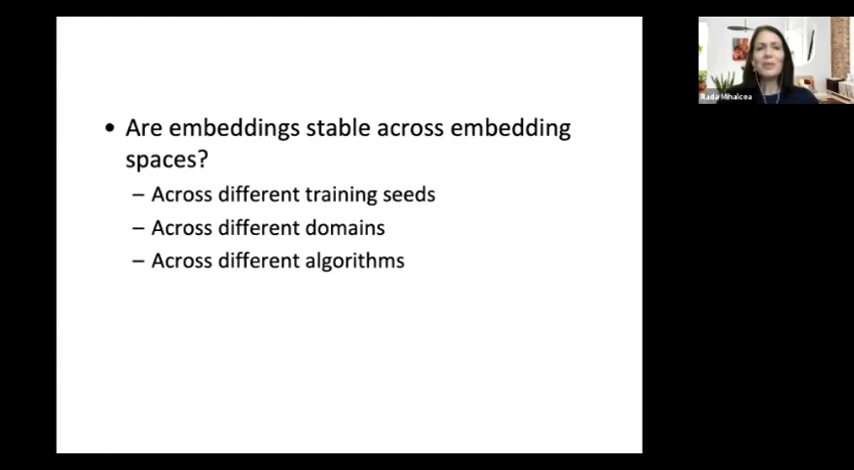 • Are embeddings stable across embedding
spaces?
– Across different training seeds
– Across different domains
– Across different algorithms
Rada Mihalcea